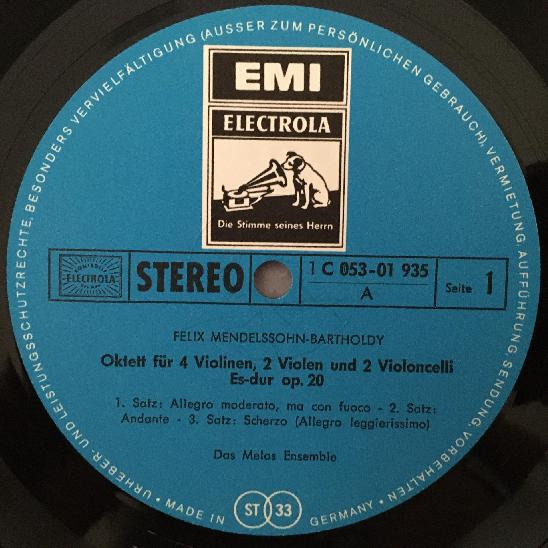 URHEBER- UND LEISTUNGSSCHUTZRECHTE, BESONDERS VERVIELFÄLTIGUNG (AUSSER ZUM PERSÖNLICHEN GEBRAUCH), VERMIETUNG, AUFFÜHRUNG, SENDUNG, VORBEHALTEN •
EMI
ELECTROLA
Die Stimme seines Herrn
ELECTROLA
STEREO
1 C 053-01 935
A
Seite 1
FELIX MENDELSSOHN-BARTHOLDY
Oktett für 4 Violinen, 2 Violen und 2 Violoncelli
Es-dur op. 20
1. Satz: Allegro moderato, ma con fuoco - 2. Satz:
Andante - 3. Satz: Scherzo (Allegro leggierissimo)
Das Melos Ensemble
• MADE IN
ST 33
GERMANY •